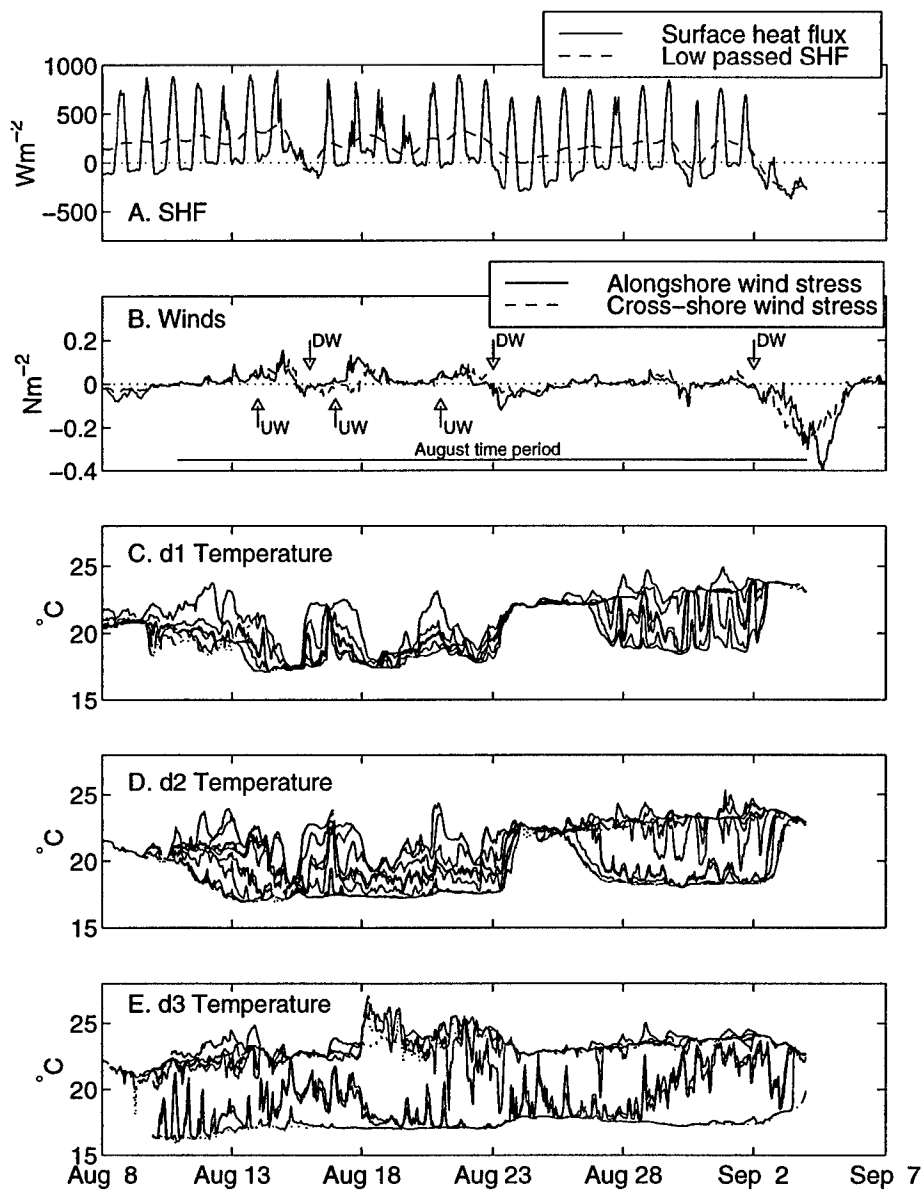 Surface heat flux
Low passed SHF
1000
500
0
−500
Wm⁻²
A. SHF
Alongshore wind stress
Cross−shore wind stress
B. Winds
DW
DW
DW
0.2
0
−0.2
−0.4
Nm⁻²
UW
UW
UW
August time period
C. d1 Temperature
25
20
15
°C
D. d2 Temperature
25
20
15
°C
E. d3 Temperature
25
20
15
°C
Aug 8
Aug 13
Aug 18
Aug 23
Aug 28
Sep 2
Sep 7